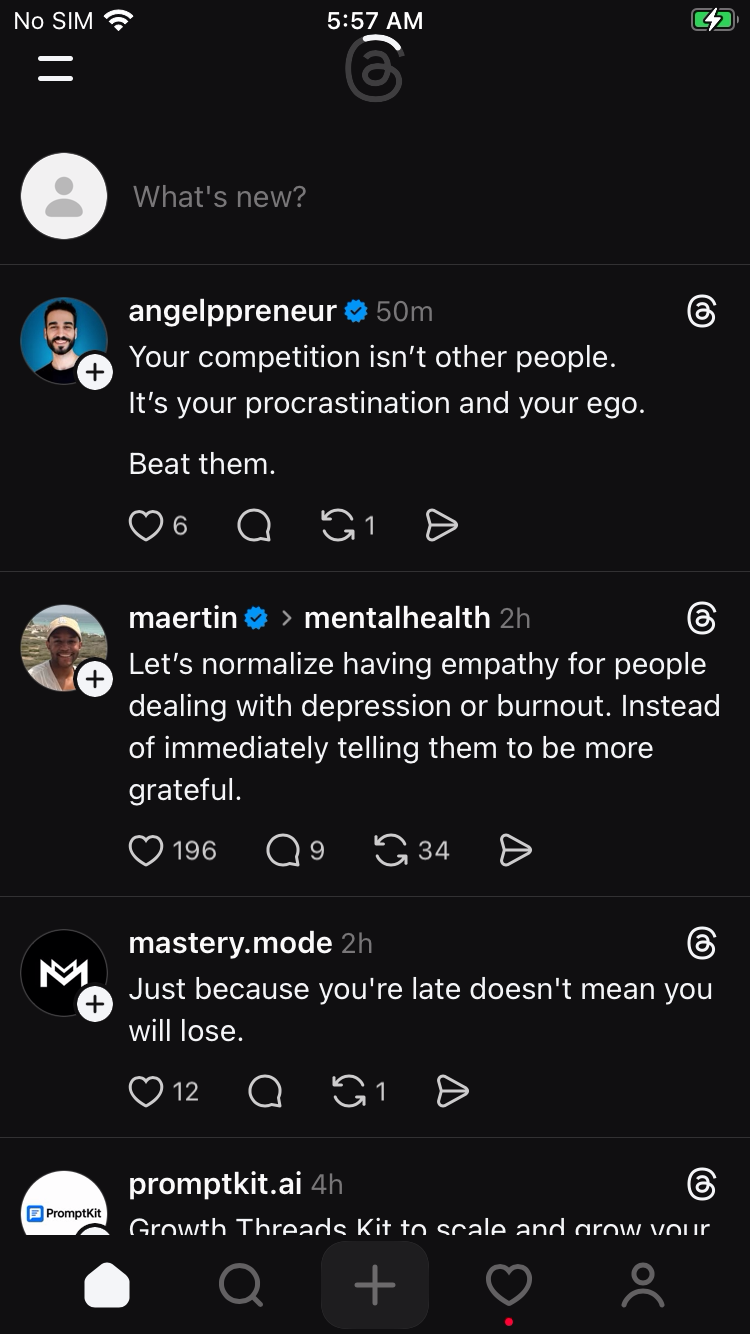 No SIM 5:57 AM
What's new?
angelppreneur 50m
Your competition isn’t other people.
It’s your procrastination and your ego.
Beat them.
6 1
maertin > mentalhealth 2h
Let’s normalize having empathy for people
dealing with depression or burnout. Instead
of immediately telling them to be more
grateful.
196 9 34
mastery.mode 2h
Just because you're late doesn't mean you
will lose.
12 1
promptkit.ai 4h
PromptKit
Growth Threads Kit to scale and grow your